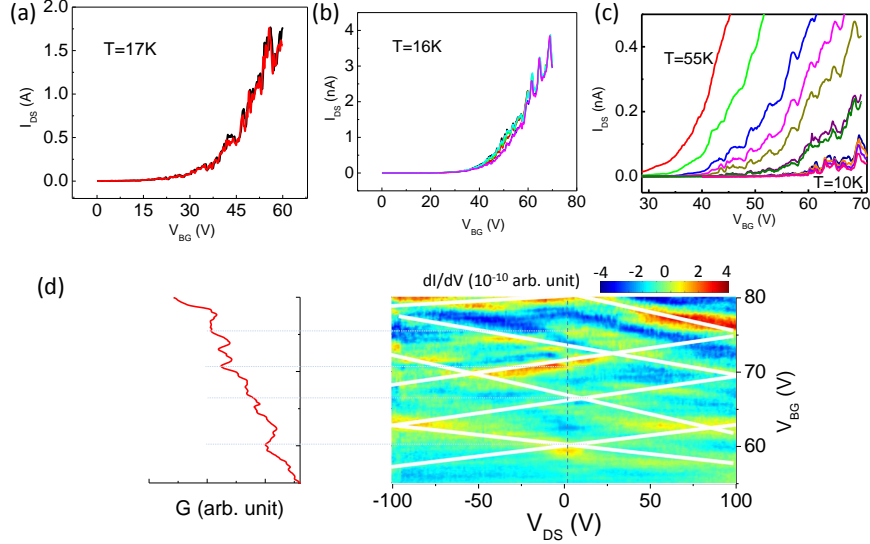 (a)
T=17K
2.0
1.5
1.0
0.5
0.0
I_DS (A)
0 15 30 45 60
V_BG (V)
(b)
T=16K
4
3
2
1
0
I_DS (nA)
0 20 40 60 80
V_BG (V)
(c)
T=55K
T=10K
0.4
0.2
0.0
I_DS (nA)
30 40 50 60 70
V_BG (V)
(d)
G (arb. unit)
dI/dV (10⁻¹⁰ arb. unit)
-4 -2 0 2 4
80
70
60
V_BG (V)
-100 -50 0 50 100
V_DS (V)